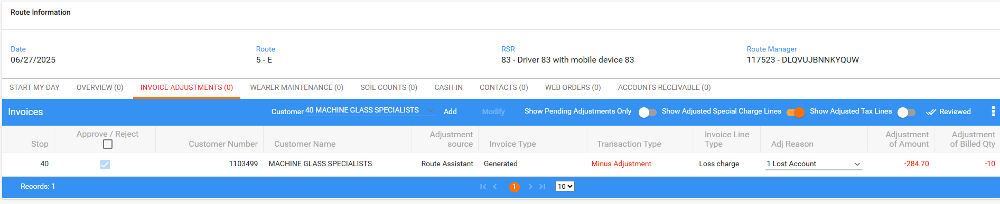 Route Information
Date Route RSR Route Manager
06/27/2025 5 - E 83 - Driver 83 with mobile device 83 117523 - DLQVUJBNNKYQUW
START MY DAY OVERVIEW (0) INVOICE ADJUSTMENTS (0) WEARER MAINTENANCE (0) SOIL COUNTS (0) CASH IN CONTACTS (0) WEB ORDERS (0) ACCOUNTS RECEIVABLE (0)
Invoices Customer 40 MACHINE GLASS SPECIALISTS Add Modify Show Pending Adjustments Only Show Adjusted Special Charge Lines Show Adjusted Tax Lines Reviewed
Approve / Reject Adjustment Invoice Line Adjustment Adjustment
Stop Customer Number Customer Name source Invoice Type Transaction Type Type Adj Reason of Amount of Billed Qty
40 1103499 MACHINE GLASS SPECIALISTS Route Assistant Generated Minus Adjustment Loss charge 1 Lost Account -284.70 -10
Records: 1 1 10